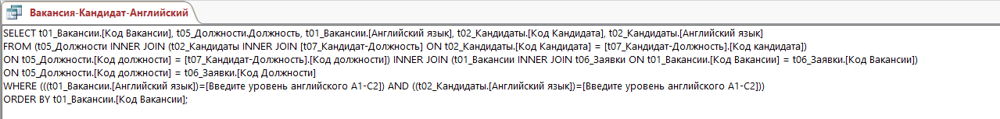 Вакансия-Кандидат-Английский
SELECT t01_Вакансии.[Код Вакансии], t05_Должности.Должность, t01_Вакансии.[Английский язык], t02_Кандидаты.[Код Кандидата], t02_Кандидаты.[Английский язык]
FROM (t05_Должности INNER JOIN (t02_Кандидаты INNER JOIN [t07_Кандидат-Должность] ON t02_Кандидаты.[Код Кандидата] = [t07_Кандидат-Должность].[Код кандидата])
ON t05_Должности.[Код должности] = [t07_Кандидат-Должность].[Код должности]) INNER JOIN (t01_Вакансии INNER JOIN t06_Заявки ON t01_Вакансии.[Код Вакансии] = t06_Заявки.[Код Вакансии])
ON t05_Должности.[Код должности] = t06_Заявки.[Код Должности]
WHERE (((t01_Вакансии.[Английский язык])=[Введите уровень английского A1-C2]) AND ((t02_Кандидаты.[Английский язык])=[Введите уровень английского A1-C2]))
ORDER BY t01_Вакансии.[Код Вакансии];